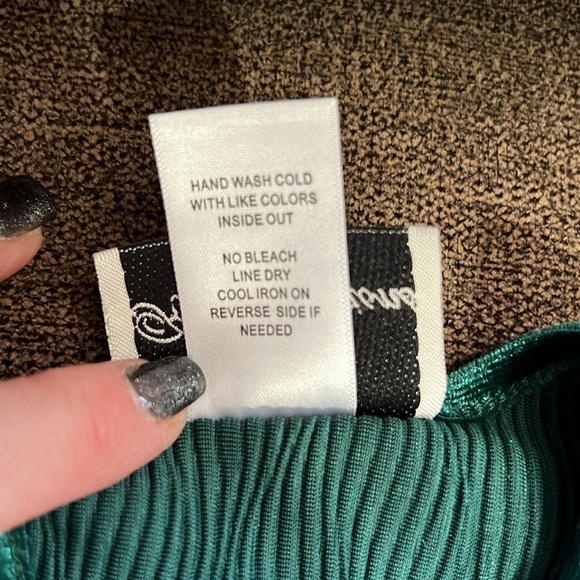 HAND WASH COLD
WITH LIKE COLORS
INSIDE OUT
NO BLEACH
LINE DRY
COOL IRON ON
REVERSE SIDE IF
NEEDED